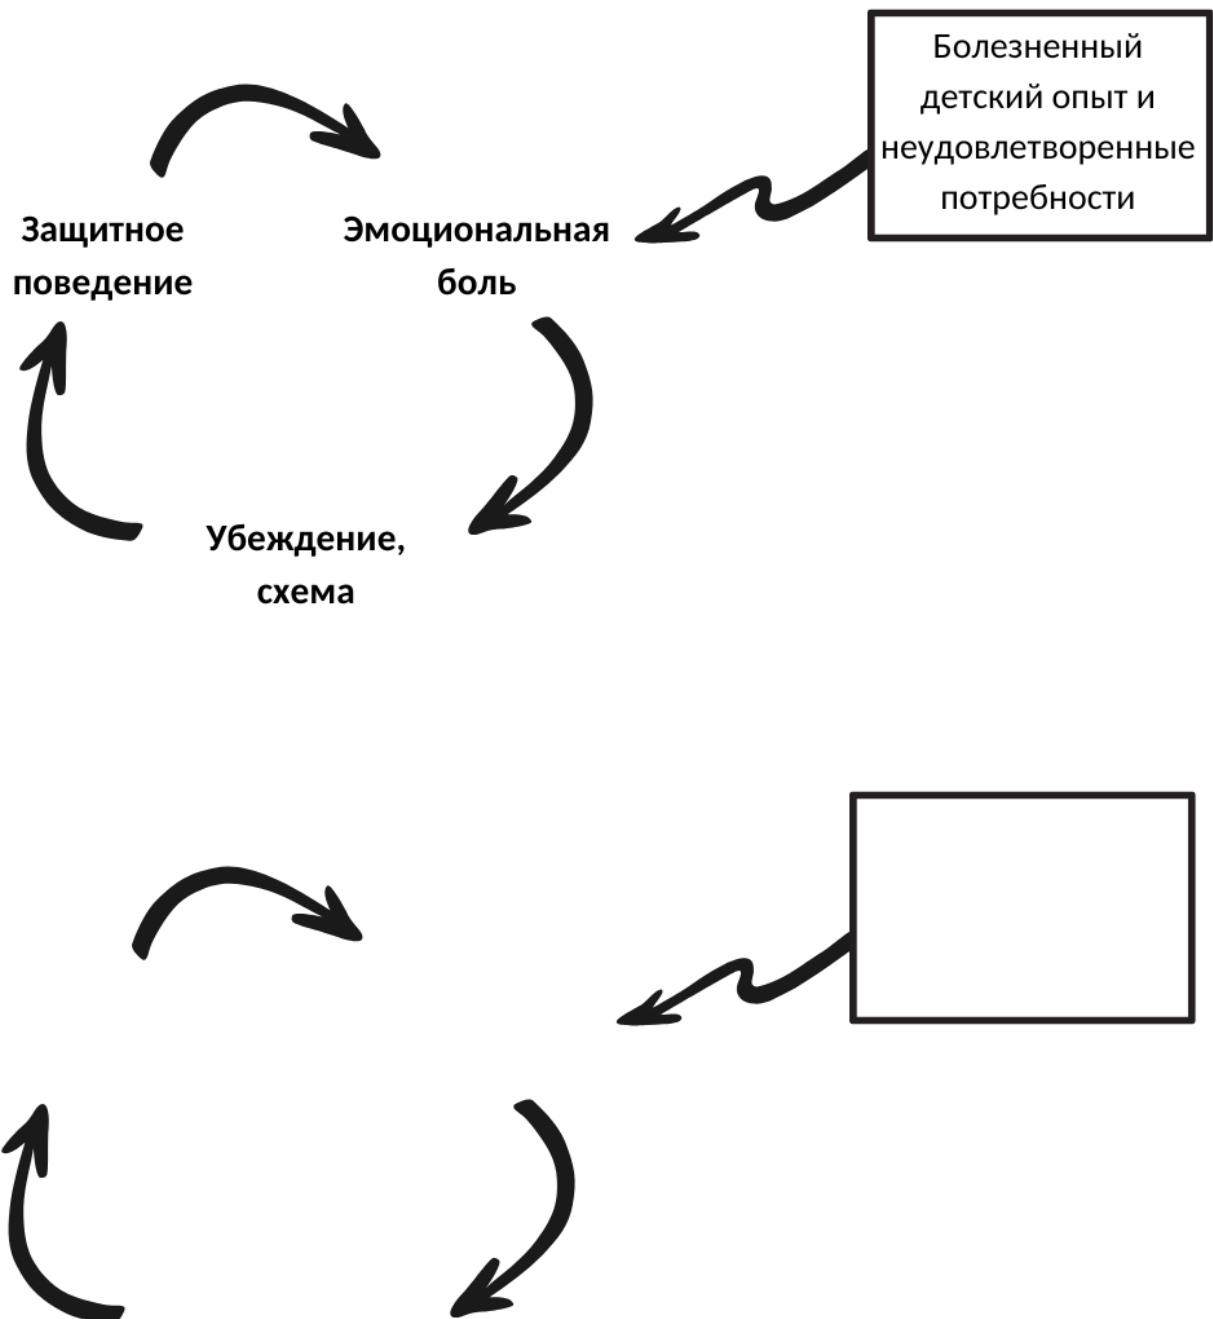 Болезненный
детский опыт и
неудовлетворенные
потребности
Защитное
поведение
Эмоциональная
боль
Убеждение,
схема